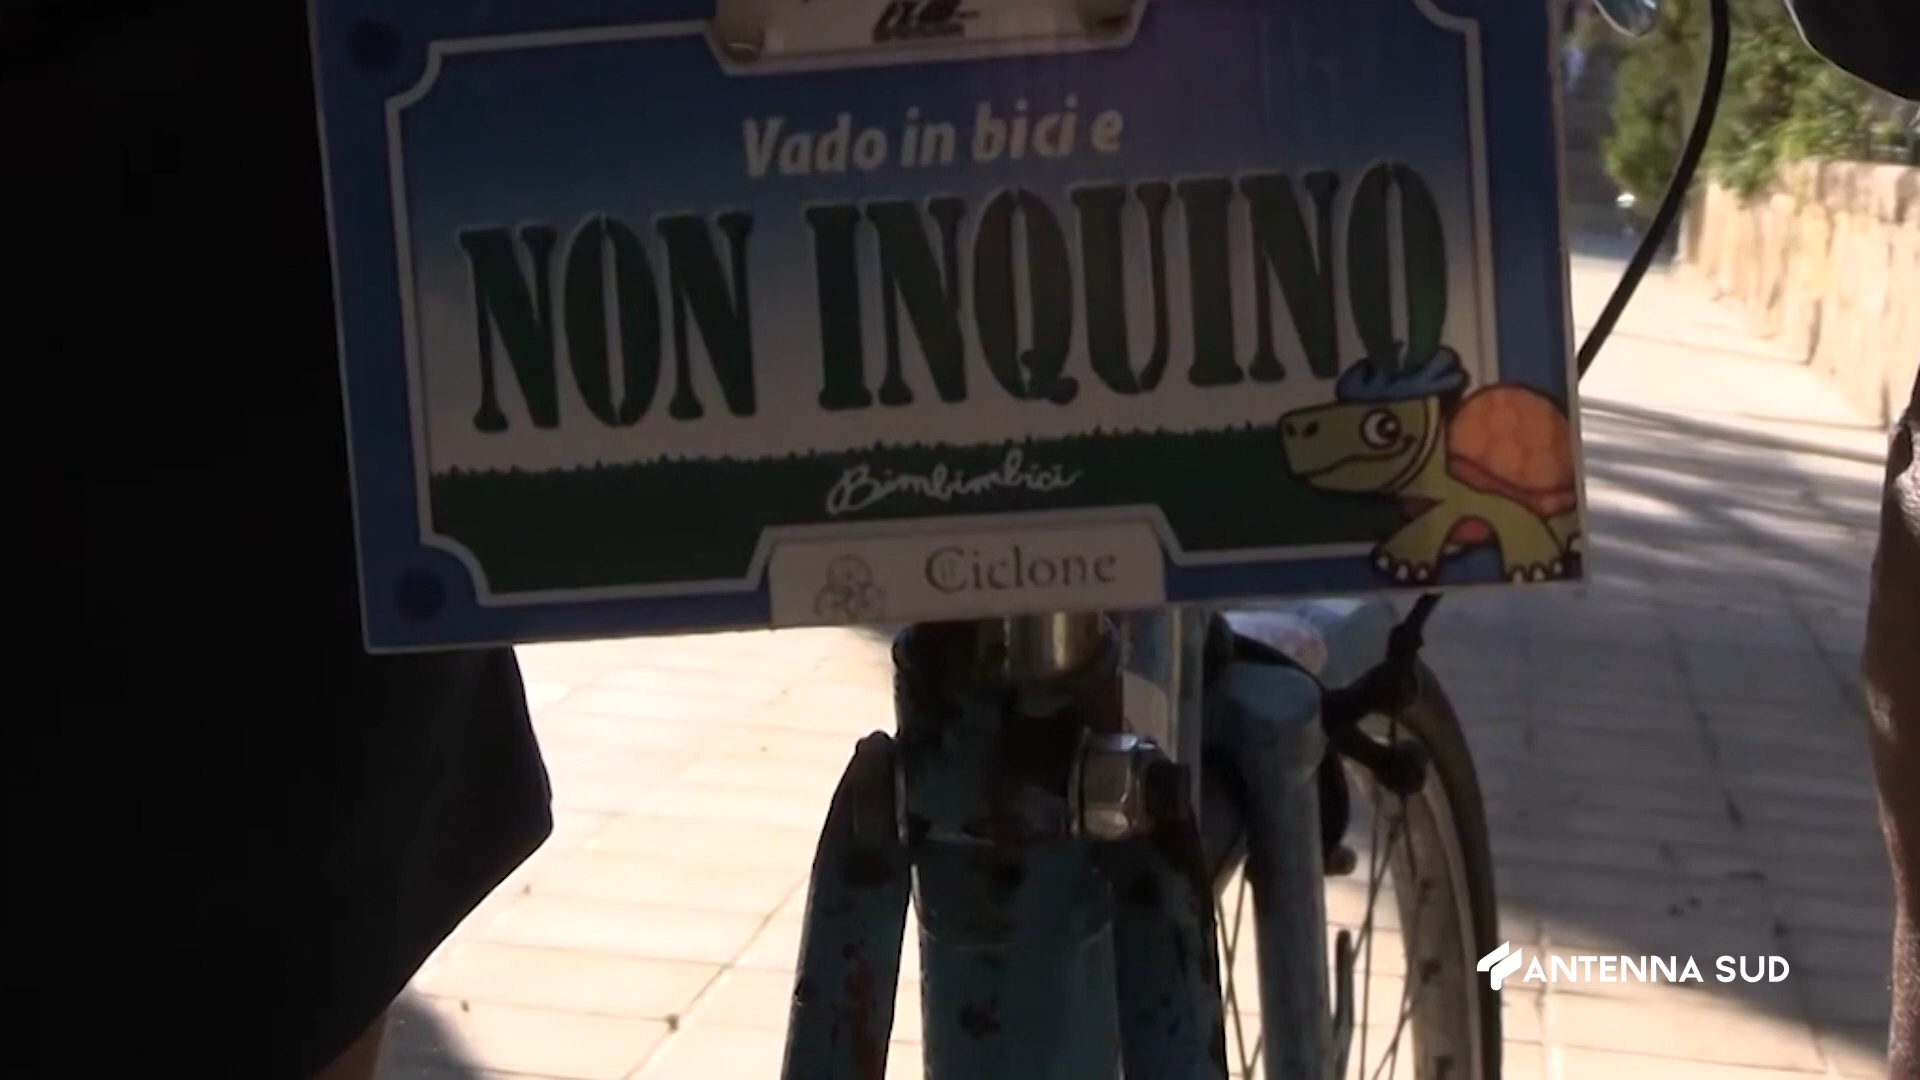 Vado in bici e
NON INQUINO
Bimbimbici
Ciclone
ANTENNA SUD